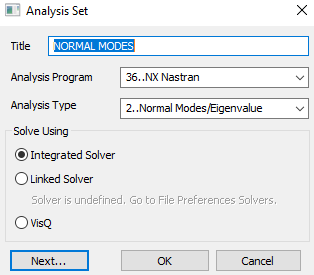 Analysis Set
Title NORMAL MODES
Analysis Program 36..NX Nastran
Analysis Type 2..Normal Modes/Eigenvalue
Solve Using
Integrated Solver
Linked Solver
Solver is undefined. Go to File Preferences Solvers.
VisQ
Next... OK Cancel